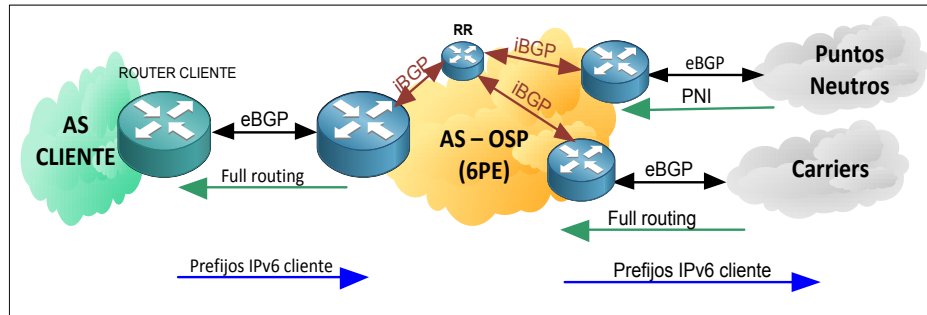 RR
ROUTER CLIENTE
AS
CLIENTE
eBGP
Full routing
iBGP
iBGP
iBGP
AS – OSP
(6PE)
eBGP
PNI
Puntos
Neutros
eBGP
Full routing
Carriers
Prefijos IPv6 cliente
Prefijos IPv6 cliente